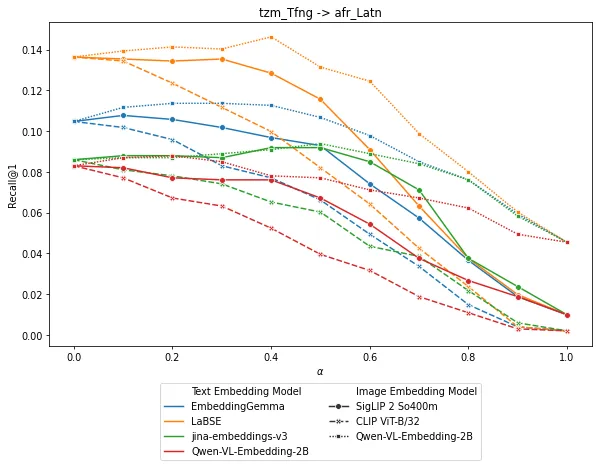 tzm_Tfng -> afr_Latn
Recall@1
0.14
0.12
0.10
0.08
0.06
0.04
0.02
0.00
0.0 0.2 0.4 0.6 0.8 1.0
α
Text Embedding Model
EmbeddingGemma
LaBSE
jina-embeddings-v3
Qwen-VL-Embedding-2B
Image Embedding Model
SigLIP 2 So400m
CLIP ViT-B/32
Qwen-VL-Embedding-2B